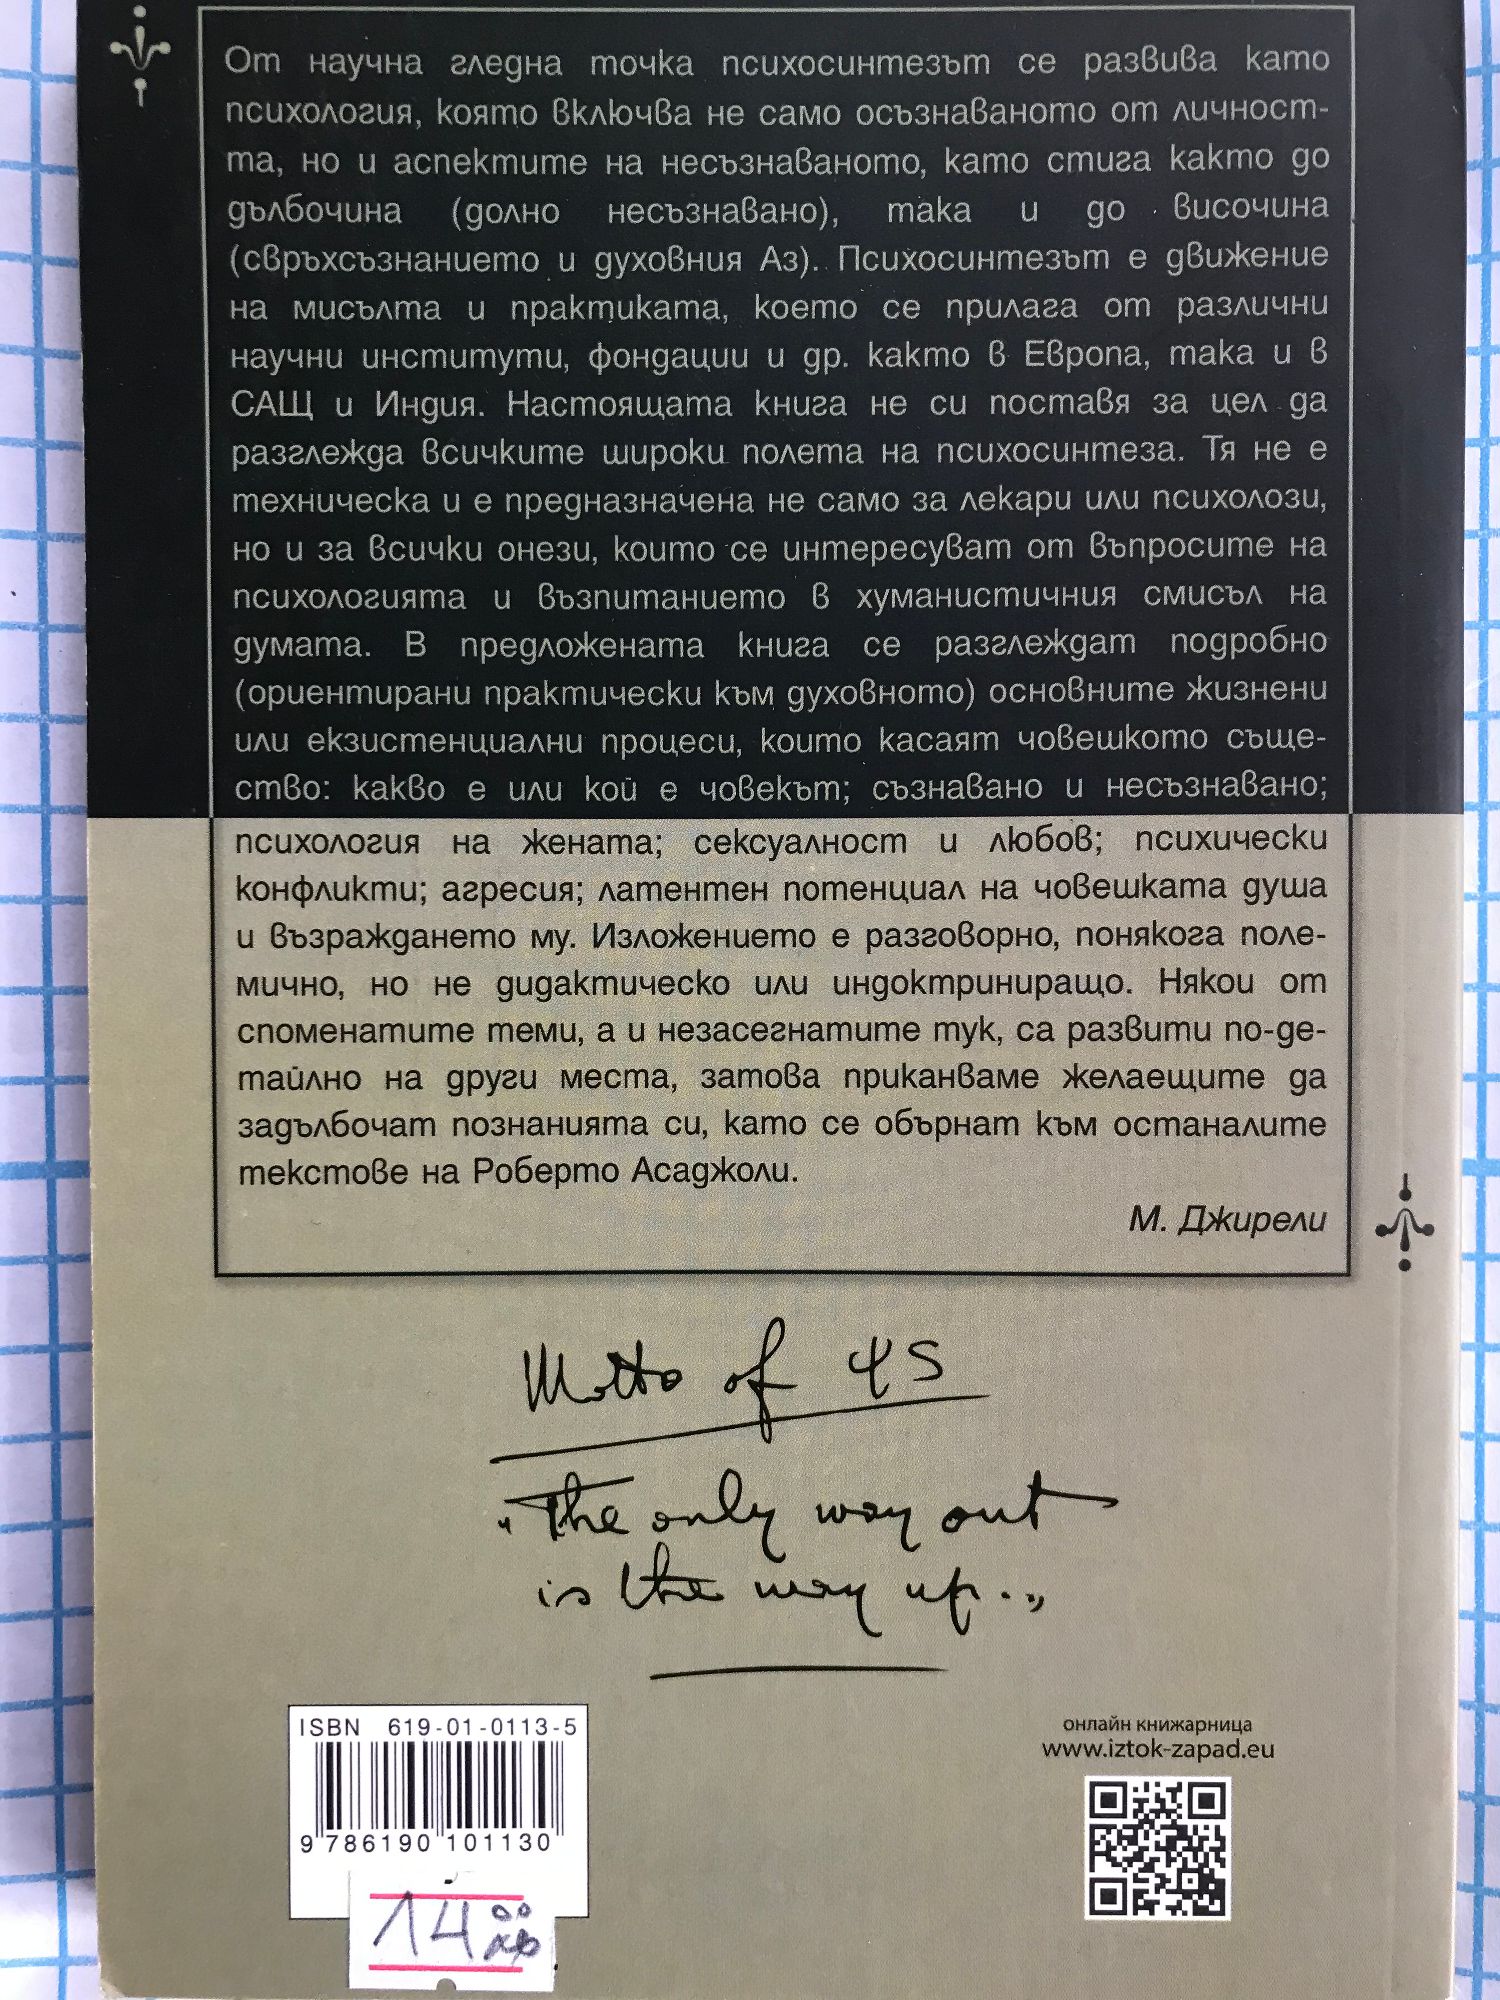 От научна гледна точка психосинтезът се развива като
психология, която включва не само осъзнаваното от личност-
та, но и аспектите на несъзнаваното, като стига както до
дълбочина (долно несъзнавано), така и до височина
(свръхсъзнанието и духовния Аз). Психосинтезът е движение
на мисълта и практиката, което се прилага от различни
научни институти, фондации и др. както в Европа, така и в
САЩ и Индия. Настоящата книга не си поставя за цел да
разглежда всичките широки полета на психосинтеза. Тя не е
техническа и е предназначена не само за лекари или психолози,
но и за всички онези, които се интересуват от въпросите на
психологията и възпитанието в хуманистичния смисъл на
думата. В предложената книга се разглеждат подробно
(ориентирани практически към духовното) основните жизнени
или екзистенциални процеси, които касаят човешкото съще-
ство: какво е или кой е човекът; съзнавано и несъзнавано;
психология на жената; сексуалност и любов; психически
конфликти; агресия; латентен потенциал на човешката душа
и възраждането му. Изложението е разговорно, понякога поле-
мично, но не дидактическо или индоктриниращо. Някои от
споменатите теми, а и незасегнатите тук, са развити по-де-
тайлно на други места, затова приканваме желаещите да
задълбочат познанията си, като се обърнат към останалите
текстове на Роберто Асаджоли.
М. Джирели
Motto of ΨS
"The only way out
is the way up."
ISBN 619-01-0113-5
9 786190 101130
14 00 лв
онлайн книжарница
www.iztok-zapad.eu